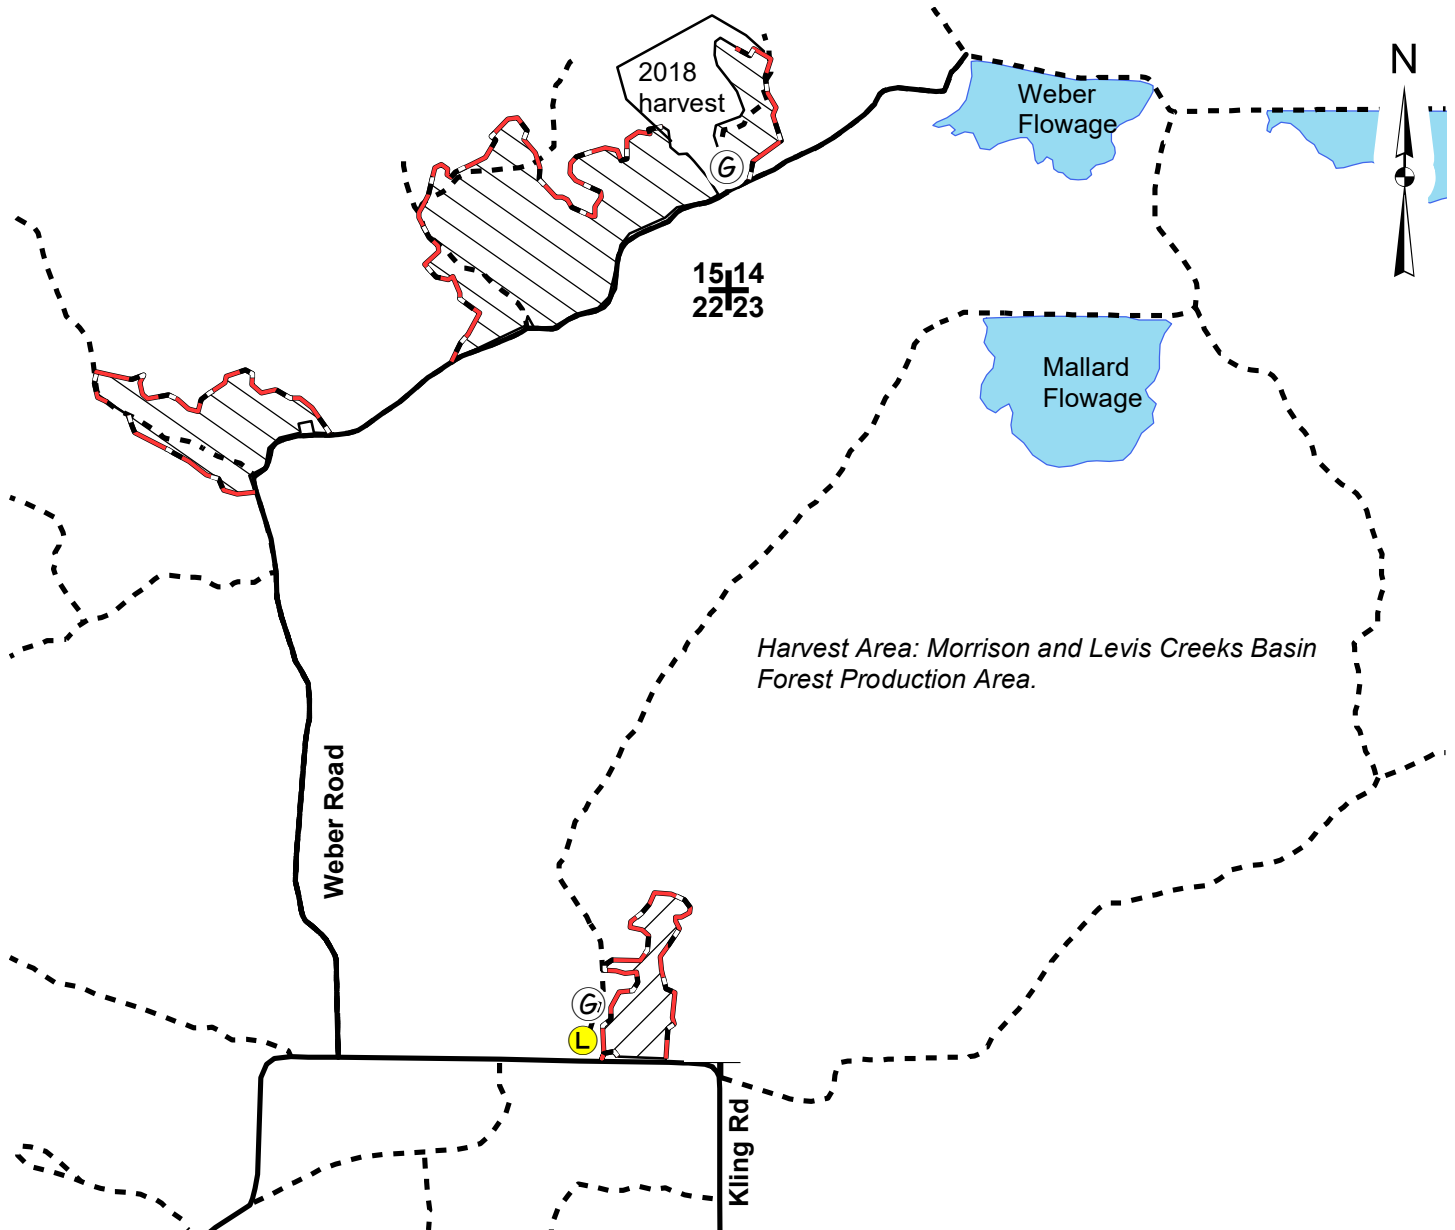 2018
harvest
N
Weber
Flowage
G
15 14
22 23
Mallard
Flowage
Harvest Area: Morrison and Levis Creeks Basin
Forest Production Area.
Weber Road
G
L
Kling Rd